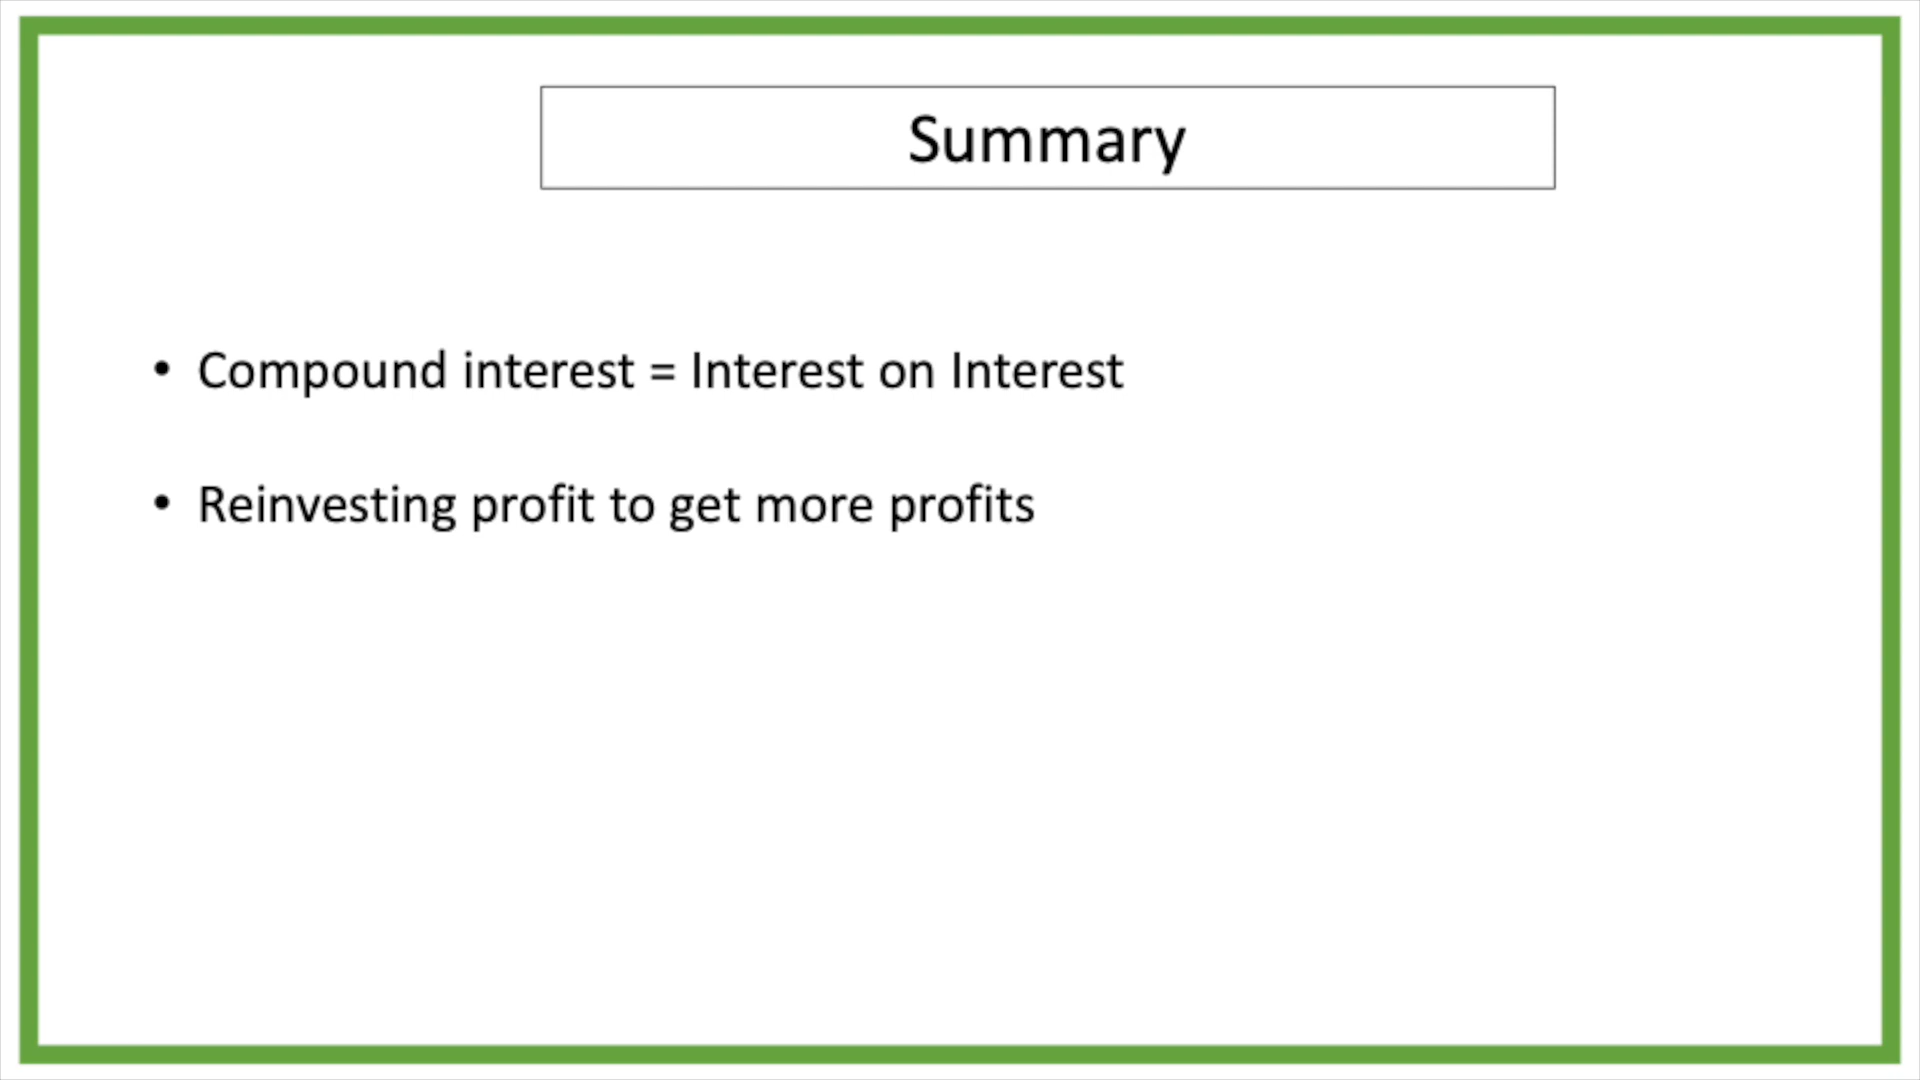 Summary
• Compound interest = Interest on Interest
• Reinvesting profit to get more profits